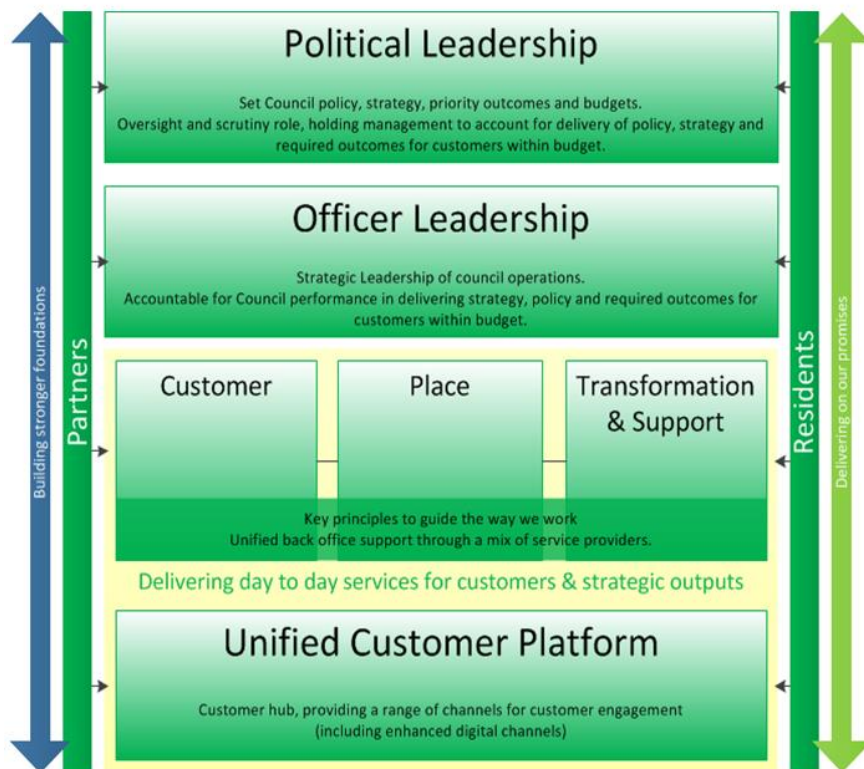 Political Leadership
Set Council policy, strategy, priority outcomes and budgets.
Oversight and scrutiny role, holding management to account for delivery of policy, strategy and
required outcomes for customers within budget.
Officer Leadership
Strategic Leadership of council operations.
Accountable for Council performance in delivering strategy, policy and required outcomes for
customers within budget.
Building stronger foundations
Partners
Residents
Delivering on our promises
Customer
Place
Transformation
& Support
Key principles to guide the way we work
Unified back office support through a mix of service providers.
Delivering day to day services for customers & strategic outputs
Unified Customer Platform
Customer hub, providing a range of channels for customer engagement
(including enhanced digital channels)